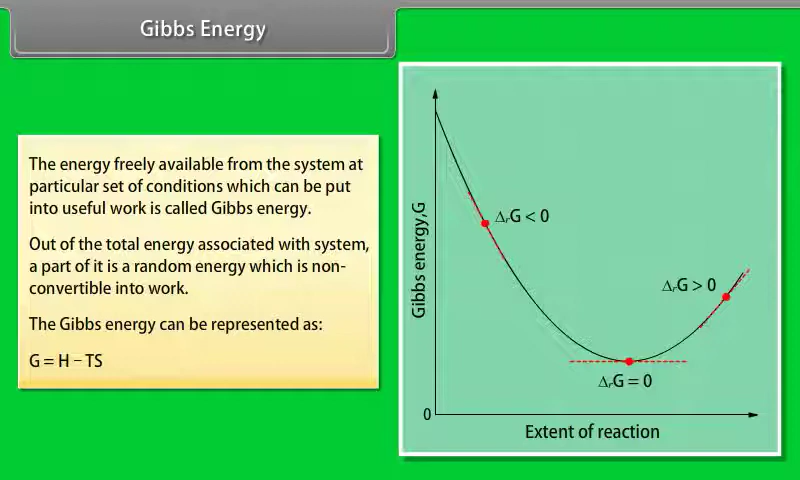 Gibbs Energy
The energy freely available from the system at
particular set of conditions which can be put
into useful work is called Gibbs energy.
Out of the total energy associated with system,
a part of it is a random energy which is non-
convertible into work.
The Gibbs energy can be represented as:
G = H − TS
Gibbs energy,G
ΔᵣG < 0
ΔᵣG > 0
ΔᵣG = 0
0
Extent of reaction